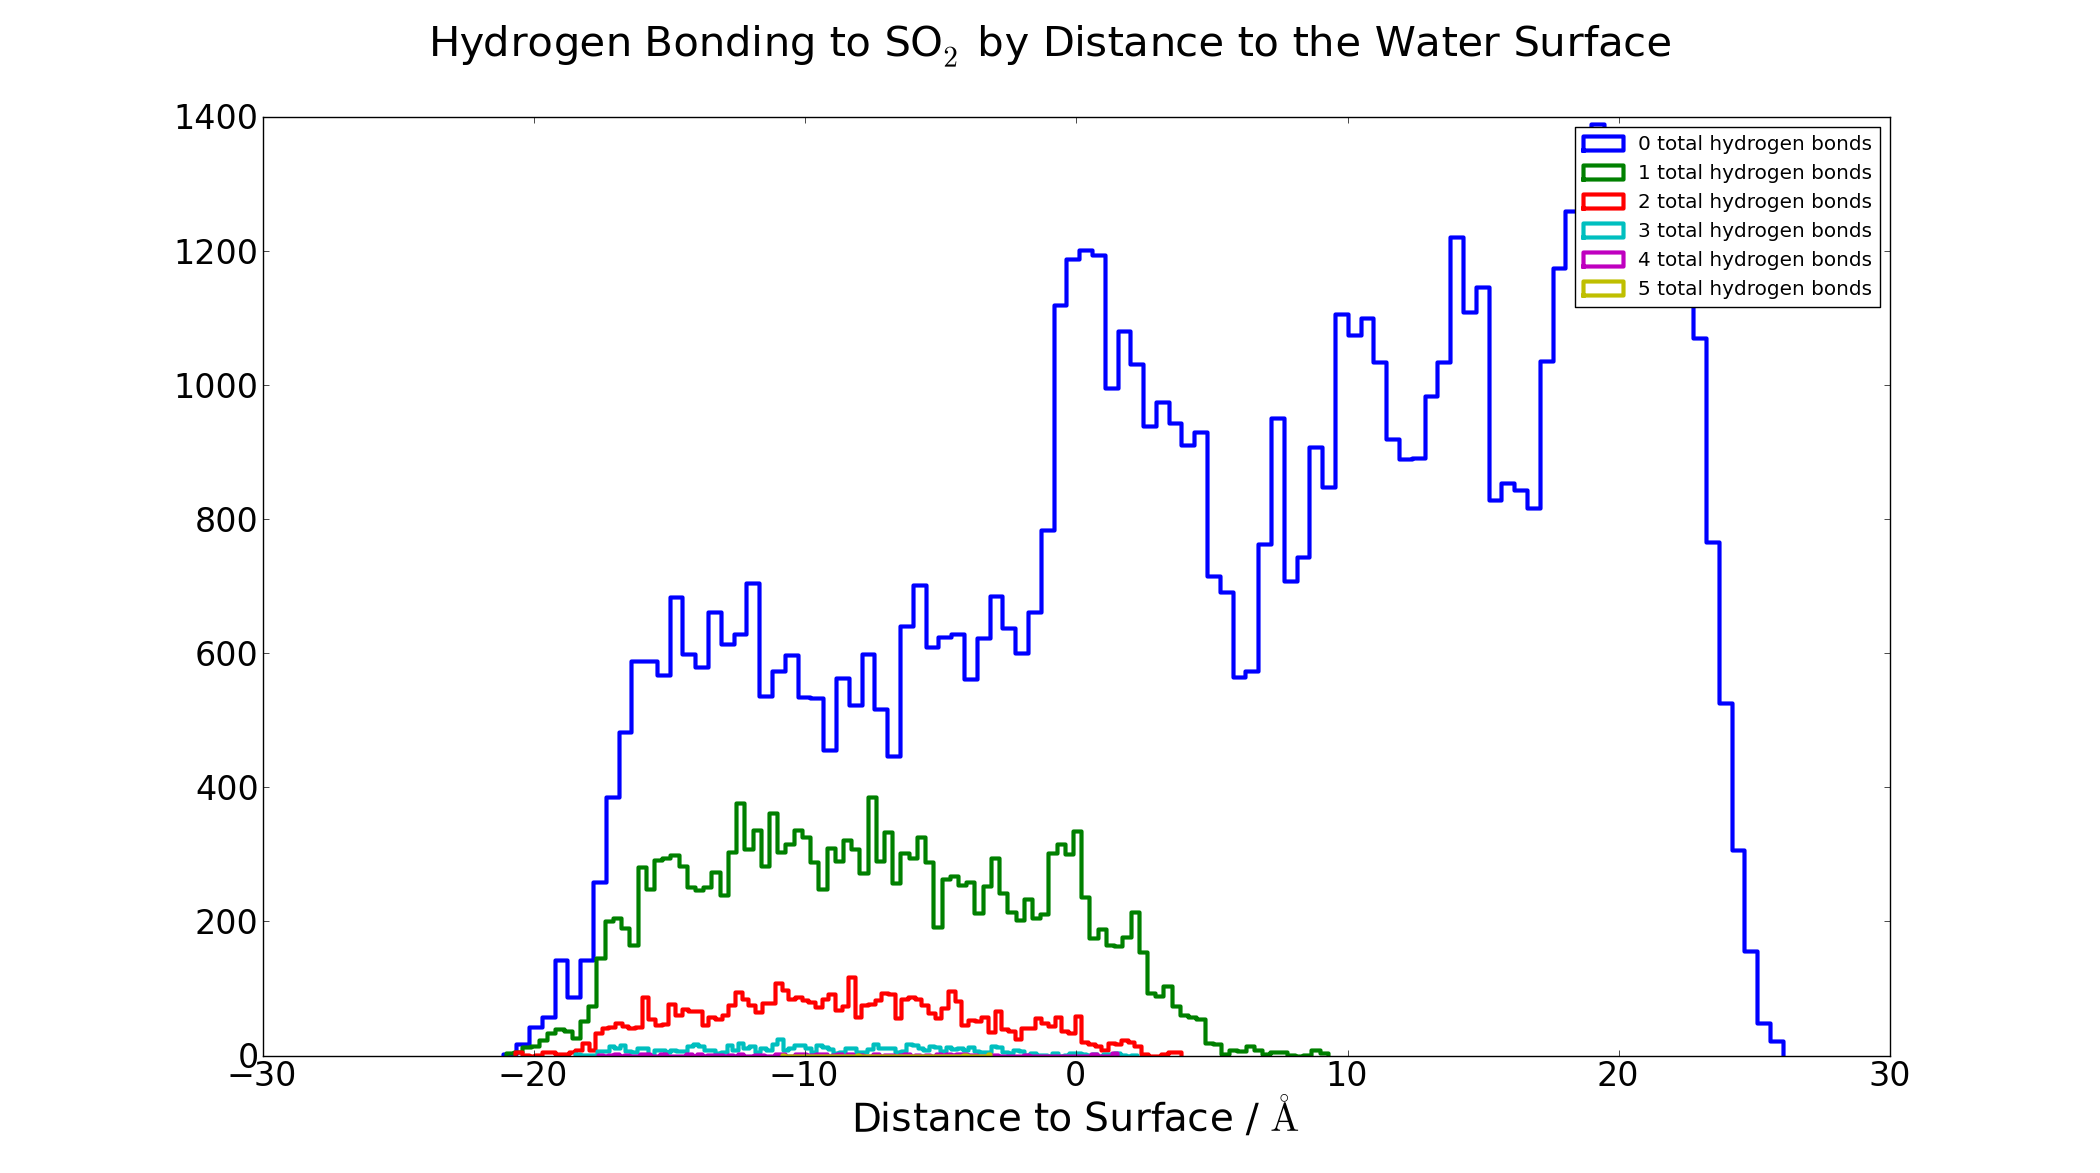 Hydrogen Bonding to SO₂ by Distance to the Water Surface
1400
1200
1000
800
600
400
200
0
0 total hydrogen bonds
1 total hydrogen bonds
2 total hydrogen bonds
3 total hydrogen bonds
4 total hydrogen bonds
5 total hydrogen bonds
−30 −20 −10 0 10 20 30
Distance to Surface / Å